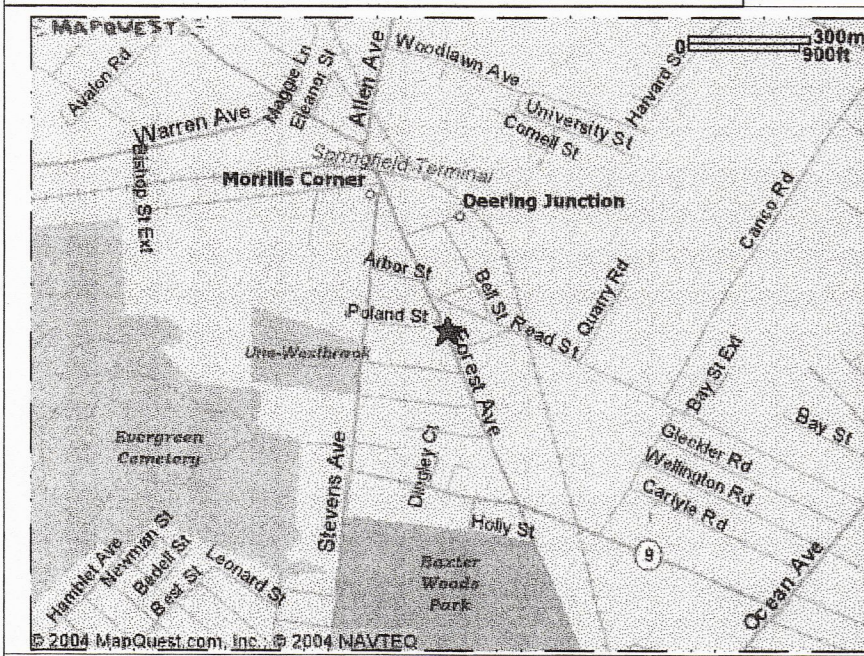 MAPQUEST
0 300m
900ft
Avalon Rd
Warren Ave
Maggie Ln
Eleanor St
Allen Ave
Woodlawn Ave
Harvard S
University St
Cornell St
Bishop St Ext
Springfield Terminal
Morrills Corner
Deering Junction
Canco Rd
Arbor St
Bell St
Quarry Rd
Poland St
Read St
Forest Ave
Une-Westbrook
Bay St Ext
Bay St
Evergreen
Cemetery
Stevens Ave
Dingley Ct
Gleckler Rd
Wellington Rd
Carlyle Rd
Holly St
9
Hamblet Ave
Newman St
Bedell St
Best St
Leonard St
Baxter
Woods
Park
Ocean Ave
© 2004 MapQuest.com, Inc.; © 2004 NAVTEQ